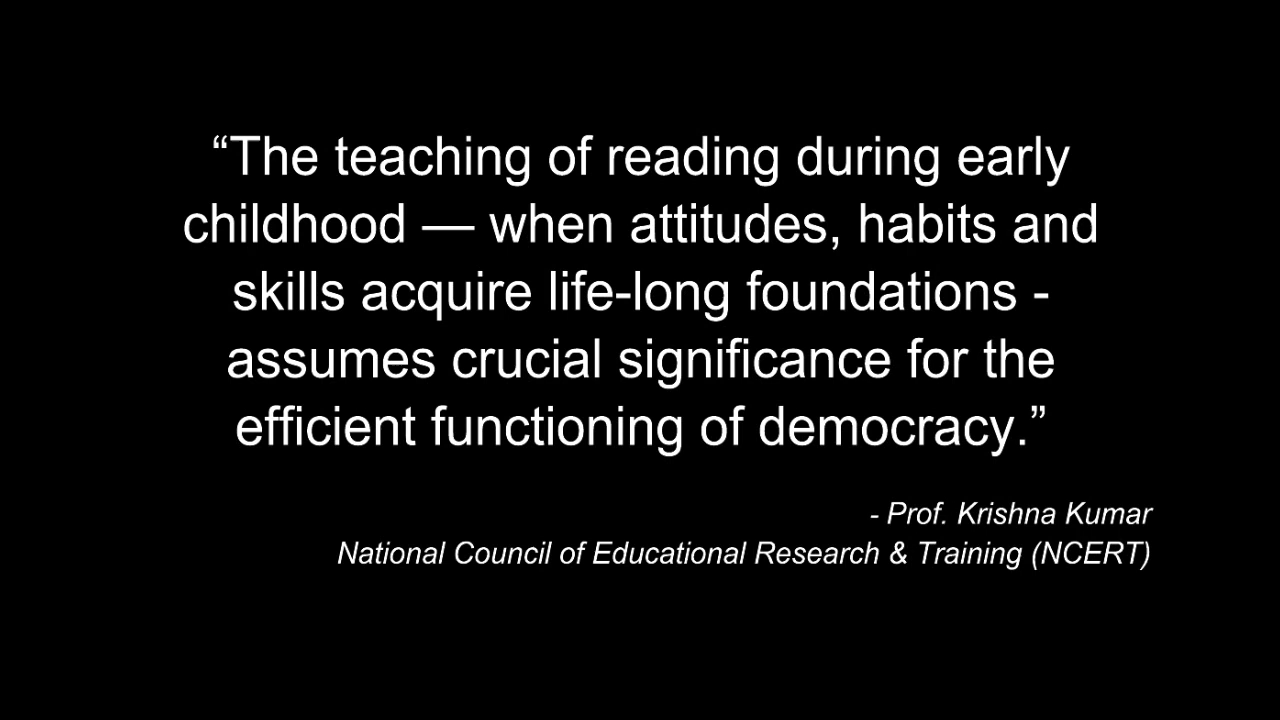 “The teaching of reading during early
childhood — when attitudes, habits and
skills acquire life-long foundations -
assumes crucial significance for the
efficient functioning of democracy.”
- Prof. Krishna Kumar
National Council of Educational Research & Training (NCERT)